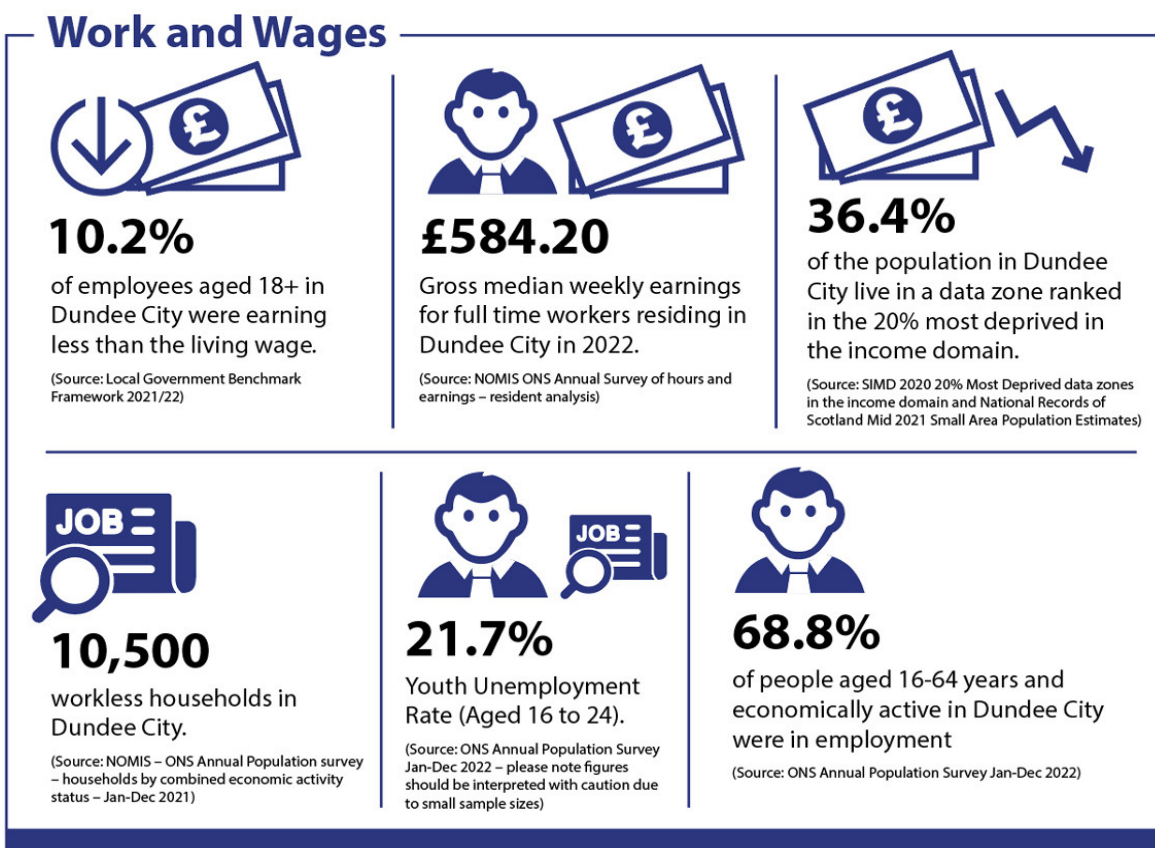 Work and Wages
£
10.2%
of employees aged 18+ in
Dundee City were earning
less than the living wage.
(Source: Local Government Benchmark
Framework 2021/22)
£
£584.20
Gross median weekly earnings
for full time workers residing in
Dundee City in 2022.
(Source: NOMIS ONS Annual Survey of hours and
earnings – resident analysis)
£
36.4%
of the population in Dundee
City live in a data zone ranked
in the 20% most deprived in
the income domain.
(Source: SIMD 2020 20% Most Deprived data zones
in the income domain and National Records of
Scotland Mid 2021 Small Area Population Estimates)
JOB
10,500
workless households in
Dundee City.
(Source: NOMIS – ONS Annual Population survey
– households by combined economic activity
status – Jan-Dec 2021)
JOB
21.7%
Youth Unemployment
Rate (Aged 16 to 24).
(Source: ONS Annual Population Survey
Jan-Dec 2022 – please note figures
should be interpreted with caution due
to small sample sizes)
68.8%
of people aged 16-64 years and
economically active in Dundee City
were in employment
(Source: ONS Annual Population Survey Jan-Dec 2022)